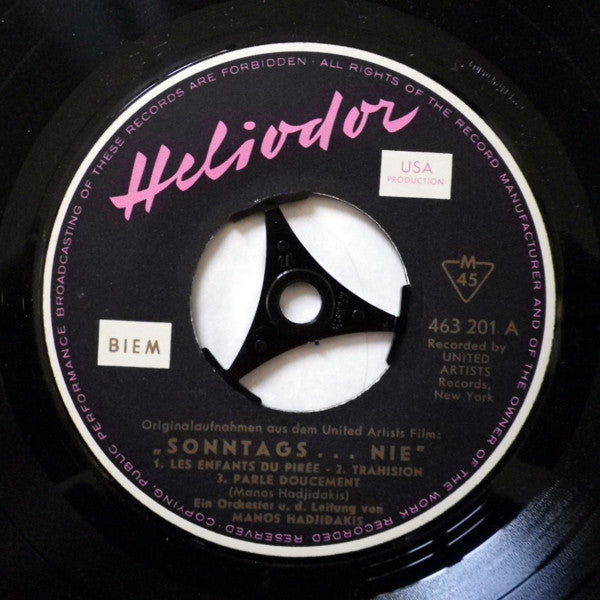 COPYING, PUBLIC PERFORMANCE BROADCASTING OF THESE RECORDS ARE FORBIDDEN · ALL RIGHTS OF THE RECORD MANUFACTURER AND OF THE OWNER OF THE WORK RECORDED RESERVED.
Heliodor
USA
PRODUCTION
M
45
463 201 A
BIEM
Recorded by
UNITED
ARTISTS
Records,
New York
Originalaufnahmen aus dem United Artists Film:
„SONNTAGS . . . NIE"
1. LES ENFANTS DU PIRÉE - 2. TRAHISION
3. PARLE DOUCEMENT
(Manos Hadjidakis)
Ein Orchester u. d. Leitung von
MANOS HADJIDAKIS